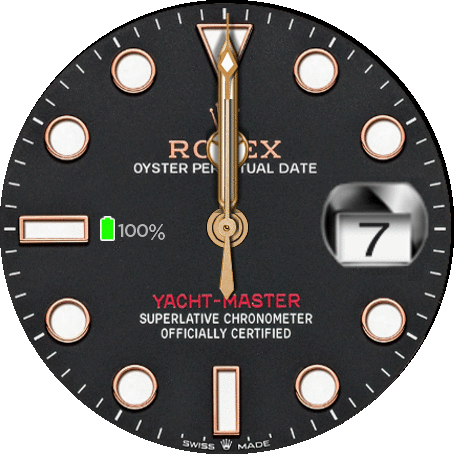 ROLEX
OYSTER PERPETUAL DATE
100%
7
YACHT-MASTER
SUPERLATIVE CHRONOMETER
OFFICIALLY CERTIFIED
SWISS MADE